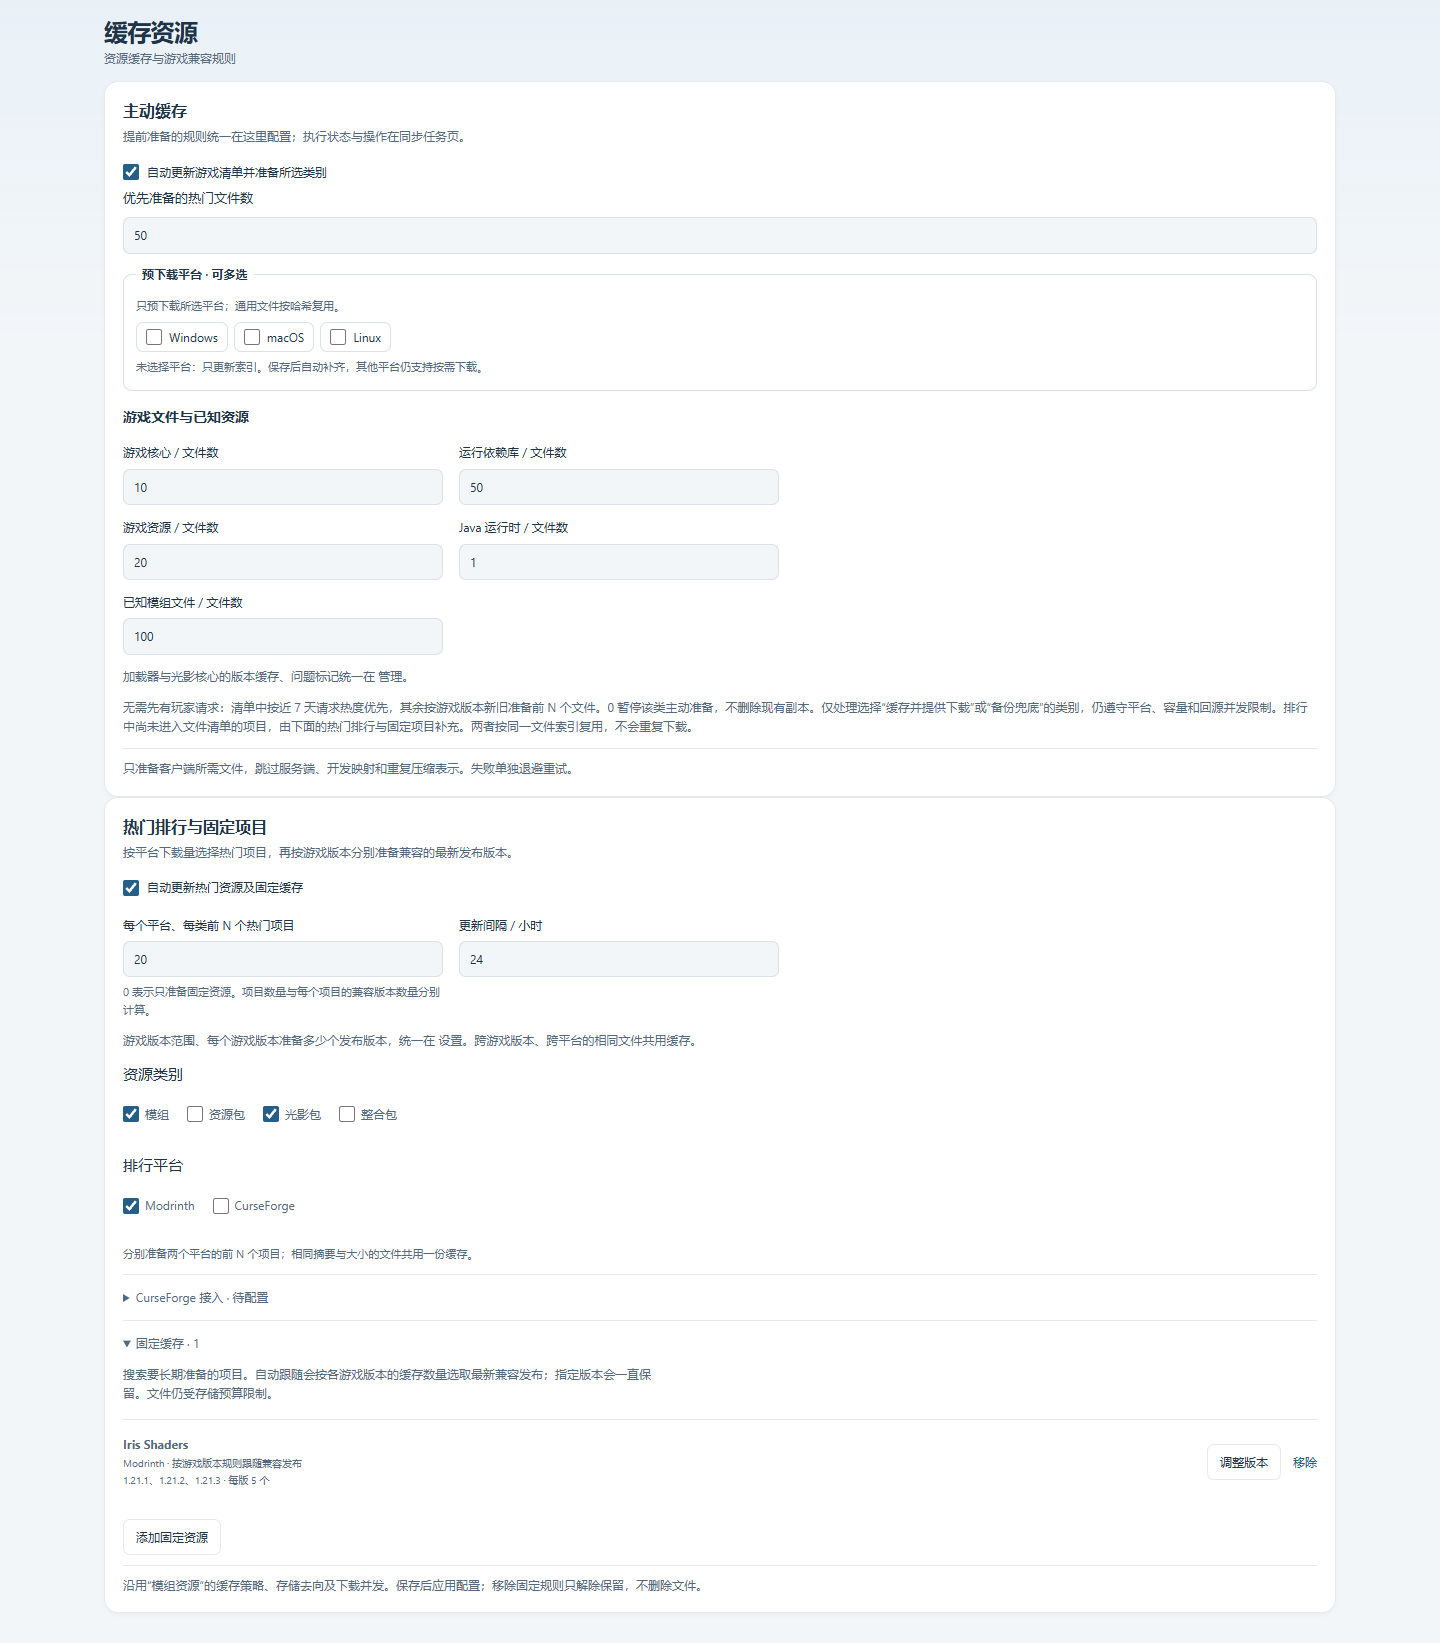 缓存资源
资源缓存与游戏兼容规则
主动缓存
提前准备的规则统一在这里配置；执行状态与操作在同步任务页。
自动更新游戏清单并准备所选类别
优先准备的热门文件数
50
预下载平台 · 可多选
只预下载所选平台；通用文件按哈希复用。
Windows macOS Linux
未选择平台：只更新索引。保存后自动补齐，其他平台仍支持按需下载。
游戏文件与已知资源
游戏核心 / 文件数 运行依赖库 / 文件数
10 50
游戏资源 / 文件数 Java 运行时 / 文件数
20 1
已知模组文件 / 文件数
100
加载器与光影核心的版本缓存、问题标记统一在 管理。
无需先有玩家请求：清单中按近 7 天请求热度优先，其余按游戏版本新旧准备前 N 个文件。0 暂停该类主动准备，不删除现有副本。仅处理选择“缓存并提供下载”或“备份兜底”的类别，仍遵守平台、容量和回源并发限制。排行
中尚未进入文件清单的项目，由下面的热门排行与固定项目补充。两者按同一文件索引复用，不会重复下载。
只准备客户端所需文件，跳过服务端、开发映射和重复压缩表示。失败单独退避重试。
热门排行与固定项目
按平台下载量选择热门项目，再按游戏版本分别准备兼容的最新发布版本。
自动更新热门资源及固定缓存
每个平台、每类前 N 个热门项目 更新间隔 / 小时
20 24
0 表示只准备固定资源。项目数量与每个项目的兼容版本数量分别
计算。
游戏版本范围、每个游戏版本准备多少个发布版本，统一在 设置。跨游戏版本、跨平台的相同文件共用缓存。
资源类别
模组 资源包 光影包 整合包
排行平台
Modrinth CurseForge
分别准备两个平台的前 N 个项目；相同摘要与大小的文件共用一份缓存。
▶ CurseForge 接入 · 待配置
▼ 固定缓存 · 1
搜索要长期准备的项目。自动跟随会按各游戏版本的缓存数量选取最新兼容发布；指定版本会一直保
留。文件仍受存储预算限制。
Iris Shaders
Modrinth · 按游戏版本规则跟随兼容发布
1.21.1、1.21.2、1.21.3 · 每版 5 个
调整版本 移除
添加固定资源
沿用“模组资源”的缓存策略、存储去向及下载并发。保存后应用配置；移除固定规则只解除保留，不删除文件。